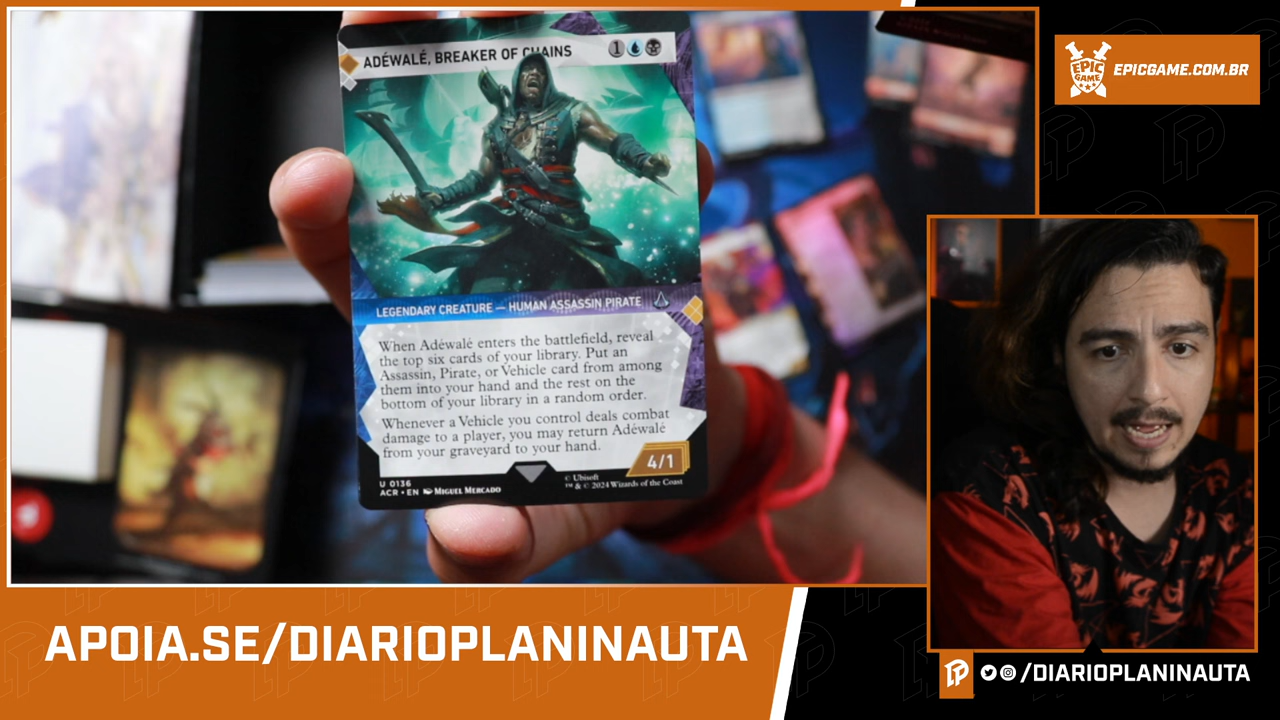 ADÉWALÉ, BREAKER OF CHAINS
1
LEGENDARY CREATURE — HUMAN ASSASSIN PIRATE
When Adéwalé enters the battlefield, reveal
the top six cards of your library. Put an
Assassin, Pirate, or Vehicle card from among
them into your hand and the rest on the
bottom of your library in a random order.
Whenever a Vehicle you control deals combat
damage to a player, you may return Adéwalé
from your graveyard to your hand.
4/1
U 0136
ACR • EN MIGUEL MERCADO
© Ubisoft
™ & © 2024 Wizards of the Coast
EPIC
GAME
EPICGAME.COM.BR
APOIA.SE/DIARIOPLANINAUTA
/DIARIOPLANINAUTA